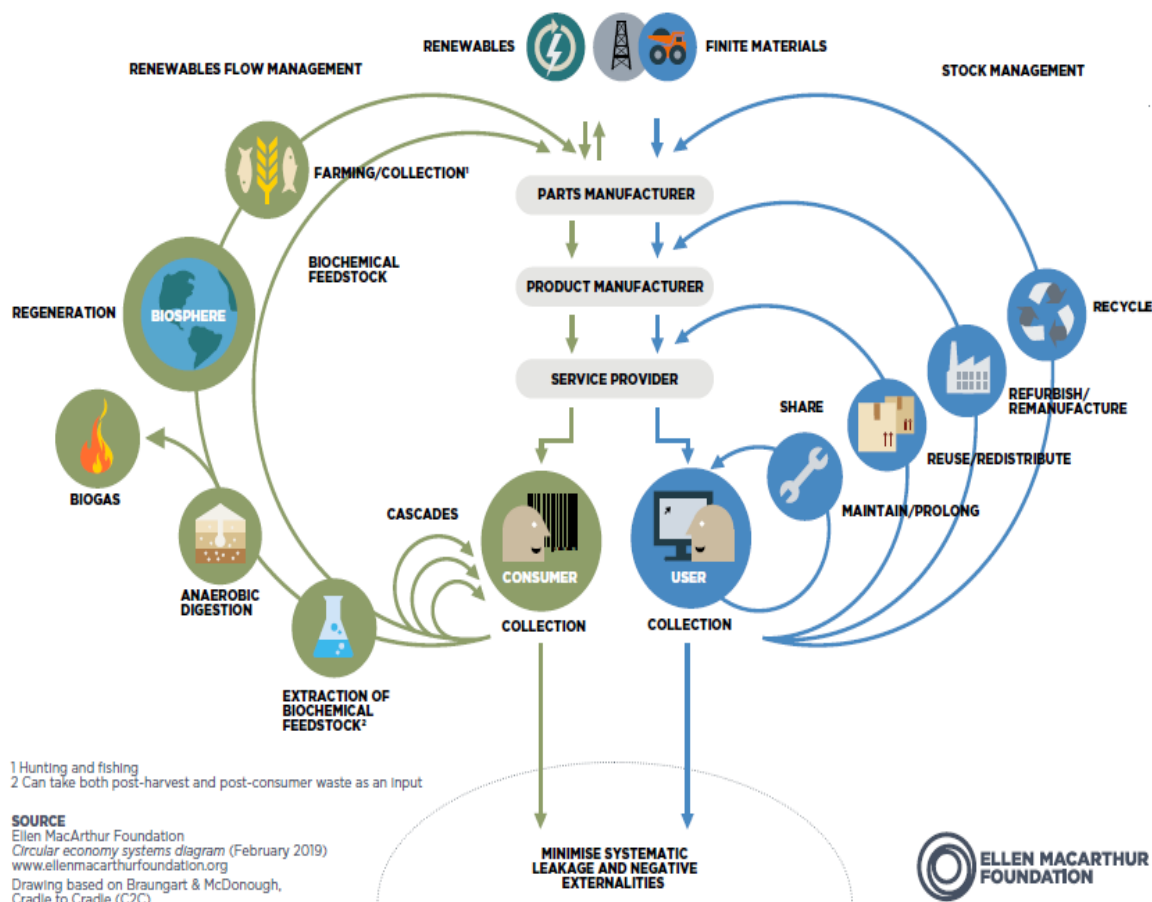 RENEWABLES
FINITE MATERIALS
RENEWABLES FLOW MANAGEMENT
STOCK MANAGEMENT
FARMING/COLLECTION¹
PARTS MANUFACTURER
BIOCHEMICAL
FEEDSTOCK
PRODUCT MANUFACTURER
REGENERATION
BIOSPHERE
RECYCLE
SERVICE PROVIDER
SHARE
REFURBISH/
REMANUFACTURE
REUSE/REDISTRIBUTE
BIOGAS
MAINTAIN/PROLONG
CASCADES
CONSUMER
USER
ANAEROBIC
DIGESTION
COLLECTION
COLLECTION
EXTRACTION OF
BIOCHEMICAL
FEEDSTOCK²
1 Hunting and fishing
2 Can take both post-harvest and post-consumer waste as an input
SOURCE
Ellen MacArthur Foundation
Circular economy systems diagram (February 2019)
www.ellenmacarthurfoundation.org
Drawing based on Braungart & McDonough,
Cradle to Cradle (C2C)
MINIMISE SYSTEMATIC
LEAKAGE AND NEGATIVE
EXTERNALITIES
ELLEN MACARTHUR
FOUNDATION